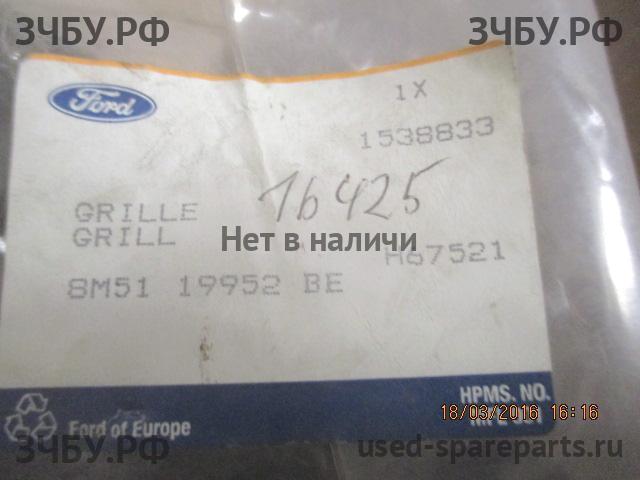 ЗЧБУ.РФ ЗЧБУ.РФ
Ford
1X
1538833
GRILLE 16425
GRILL Нет в наличи
H67521
8M51 19952 BE
HPMS. NO.
18/03/2016 16:16
Ford of Europe
ЗЧБУ.РФ used-spareparts.ru